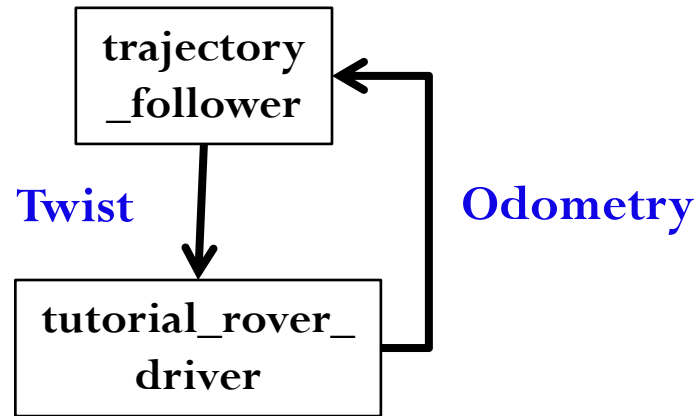 trajectory
_follower
Twist
Odometry
tutorial_rover_
driver